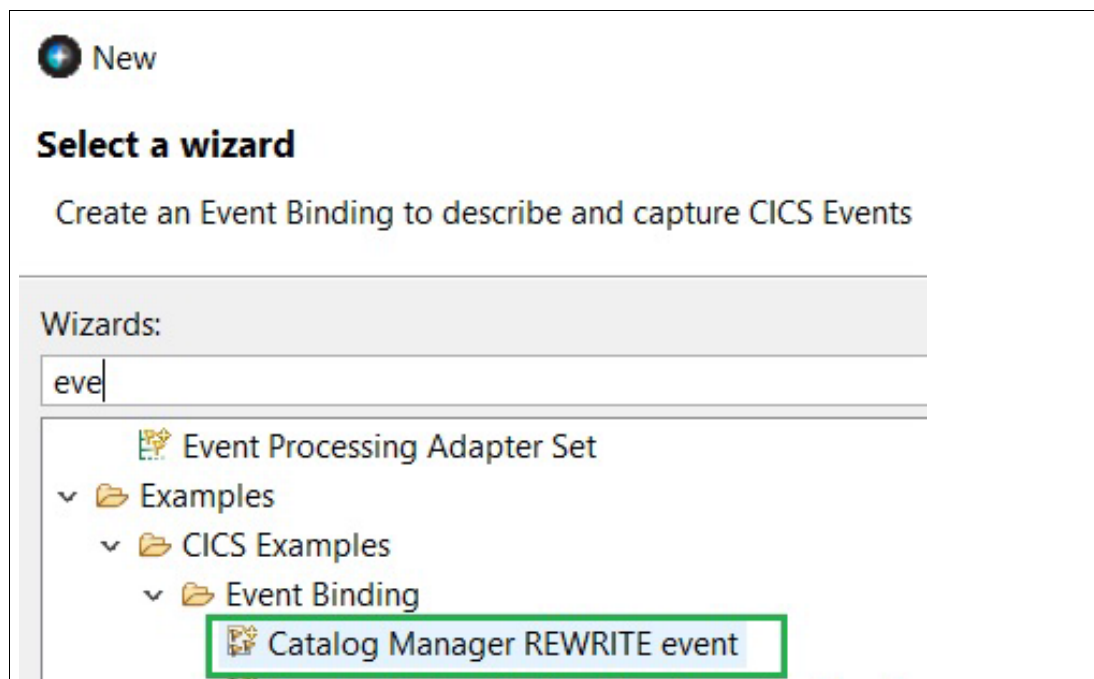 New
Select a wizard
Create an Event Binding to describe and capture CICS Events
Wizards:
eve
Event Processing Adapter Set
Examples
CICS Examples
Event Binding
Catalog Manager REWRITE event